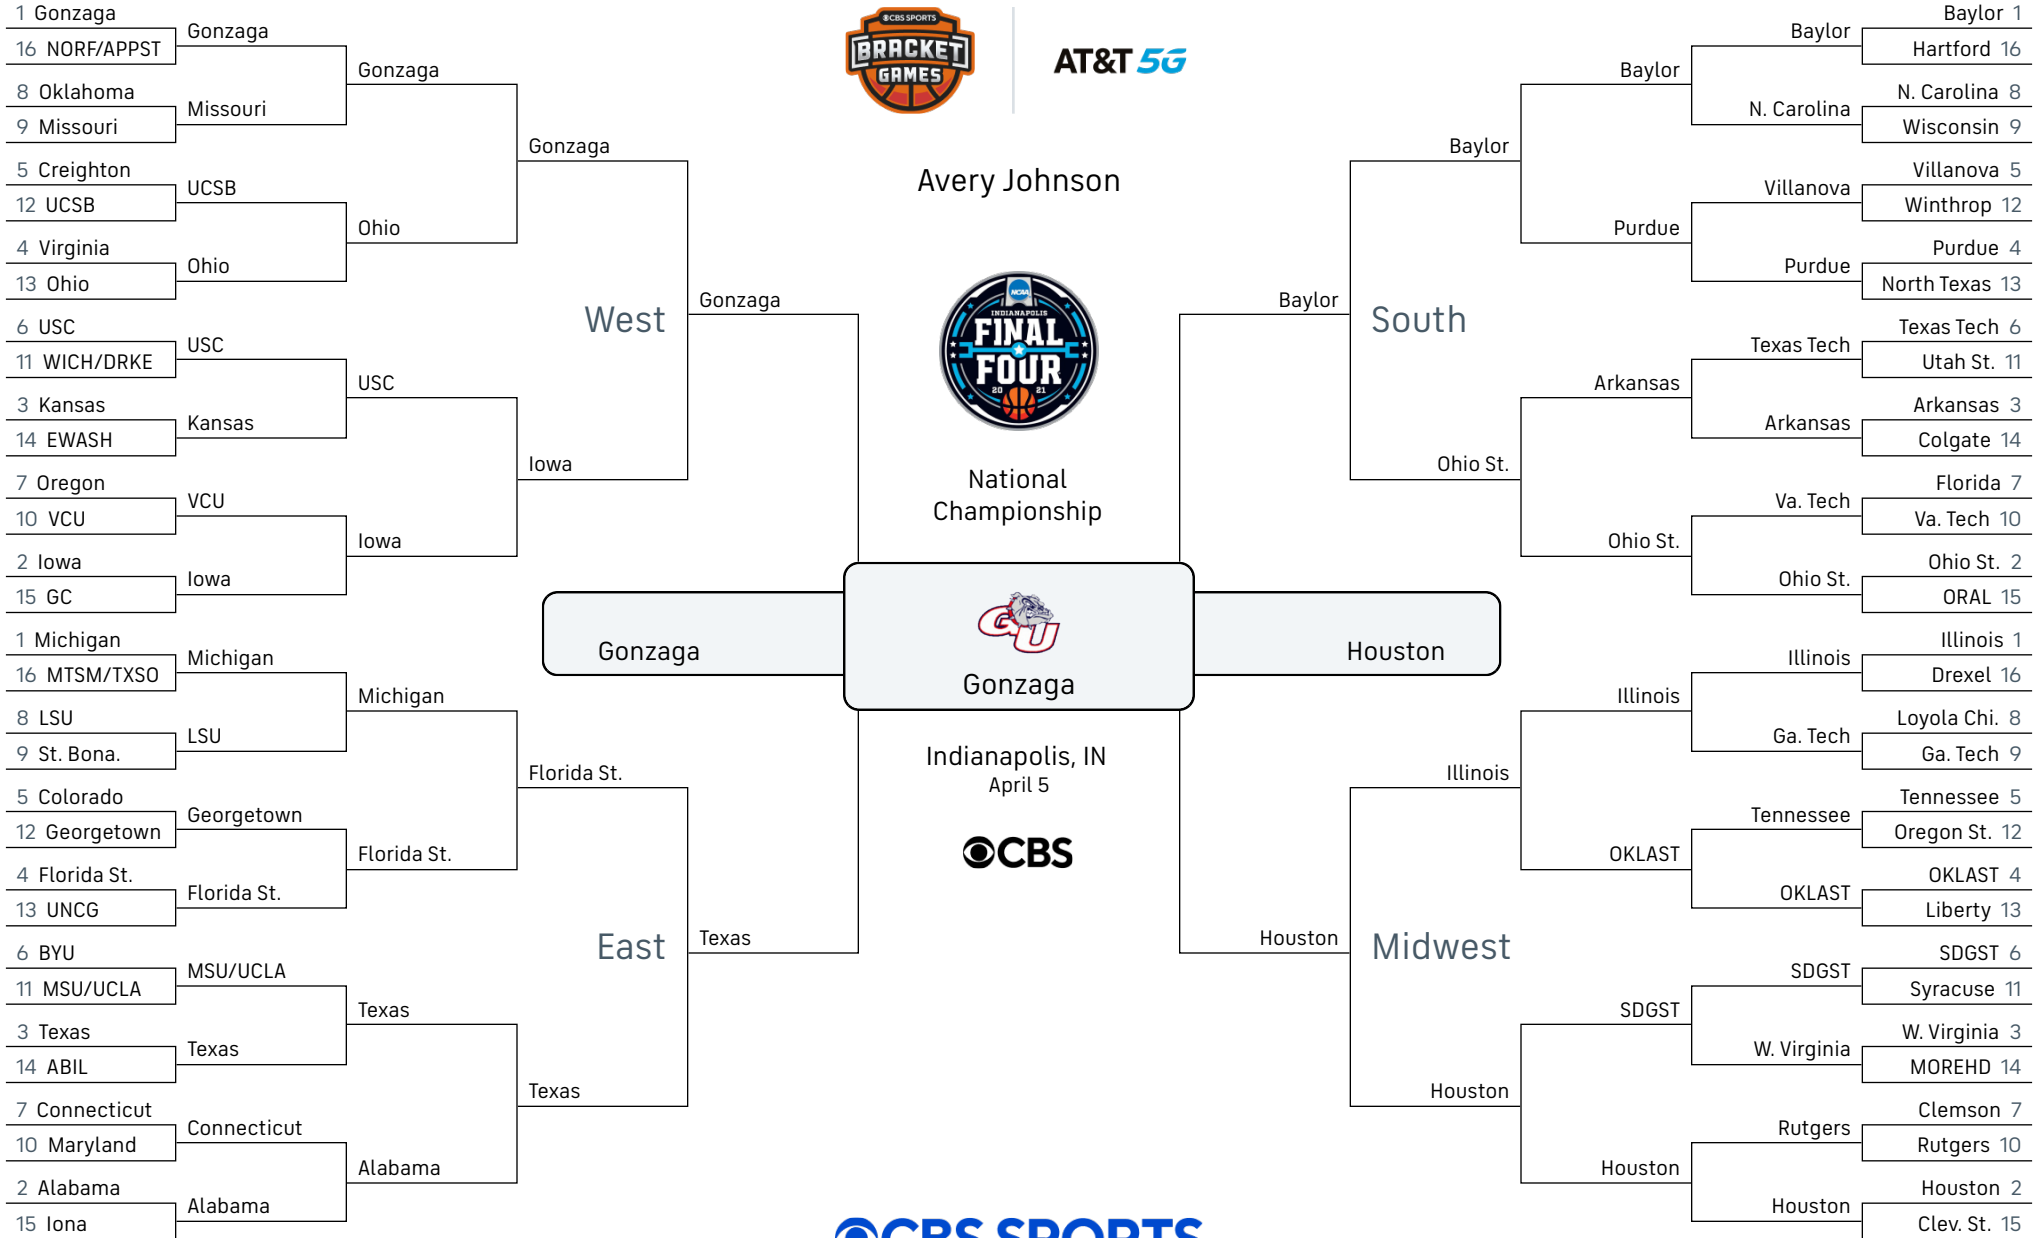 1 Gonzaga
16 NORF/APPST
8 Oklahoma
9 Missouri
5 Creighton
12 UCSB
4 Virginia
13 Ohio
6 USC
11 WICH/DRKE
3 Kansas
14 EWASH
7 Oregon
10 VCU
2 Iowa
15 GC
1 Michigan
16 MTSM/TXSO
8 LSU
9 St. Bona.
5 Colorado
12 Georgetown
4 Florida St.
13 UNCG
6 BYU
11 MSU/UCLA
3 Texas
14 ABIL
7 Connecticut
10 Maryland
2 Alabama
15 Iona
Gonzaga
Missouri
UCSB
Ohio
USC
Kansas
VCU
Iowa
Michigan
LSU
Georgetown
Florida St.
MSU/UCLA
Texas
Connecticut
Alabama
Gonzaga
Ohio
USC
Iowa
Michigan
Florida St.
Texas
Alabama
Gonzaga
Iowa
Florida St.
Texas
West
East
Gonzaga
Texas
CBS SPORTS
BRACKET
GAMES
AT&T 5G
Avery Johnson
NCAA
INDIANAPOLIS
FINAL
FOUR
20 21
National
Championship
Gonzaga
GU
Gonzaga
Houston
Indianapolis, IN
April 5
CBS
CBS SPORTS
Baylor
Houston
South
Midwest
Baylor
Ohio St.
Illinois
Houston
Baylor
Purdue
Arkansas
Ohio St.
Illinois
OKLAST
SDGST
Houston
Baylor
N. Carolina
Villanova
Purdue
Texas Tech
Arkansas
Va. Tech
Ohio St.
Illinois
Ga. Tech
Tennessee
OKLAST
SDGST
W. Virginia
Rutgers
Houston
Baylor 1
Hartford 16
N. Carolina 8
Wisconsin 9
Villanova 5
Winthrop 12
Purdue 4
North Texas 13
Texas Tech 6
Utah St. 11
Arkansas 3
Colgate 14
Florida 7
Va. Tech 10
Ohio St. 2
ORAL 15
Illinois 1
Drexel 16
Loyola Chi. 8
Ga. Tech 9
Tennessee 5
Oregon St. 12
OKLAST 4
Liberty 13
SDGST 6
Syracuse 11
W. Virginia 3
MOREHD 14
Clemson 7
Rutgers 10
Houston 2
Clev. St. 15